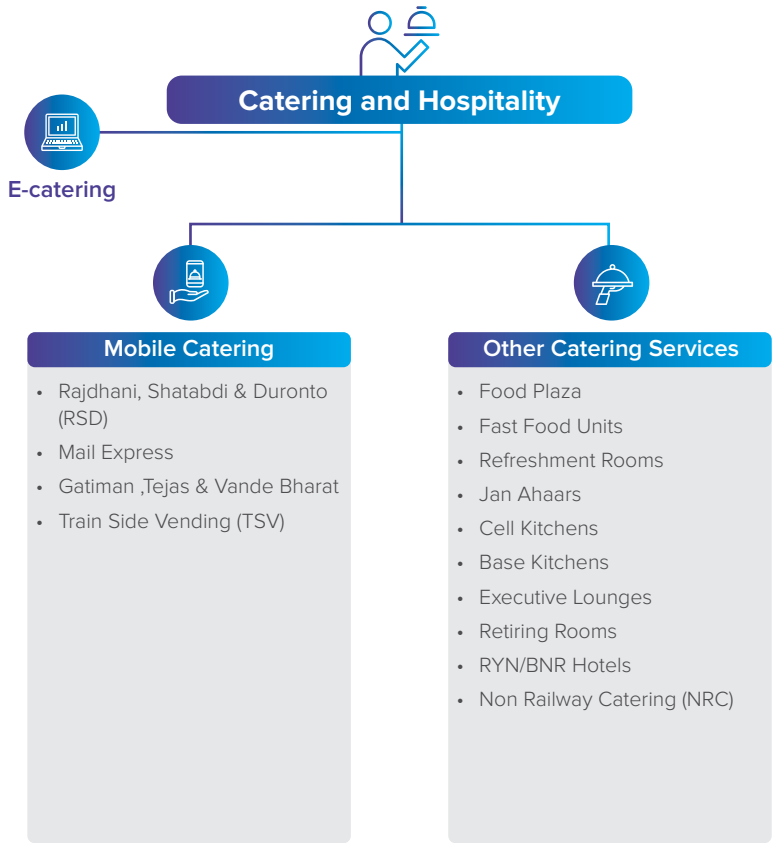 Catering and Hospitality
E-catering
Mobile Catering
• Rajdhani, Shatabdi & Duronto
(RSD)
• Mail Express
• Gatiman ,Tejas & Vande Bharat
• Train Side Vending (TSV)
Other Catering Services
• Food Plaza
• Fast Food Units
• Refreshment Rooms
• Jan Ahaars
• Cell Kitchens
• Base Kitchens
• Executive Lounges
• Retiring Rooms
• RYN/BNR Hotels
• Non Railway Catering (NRC)